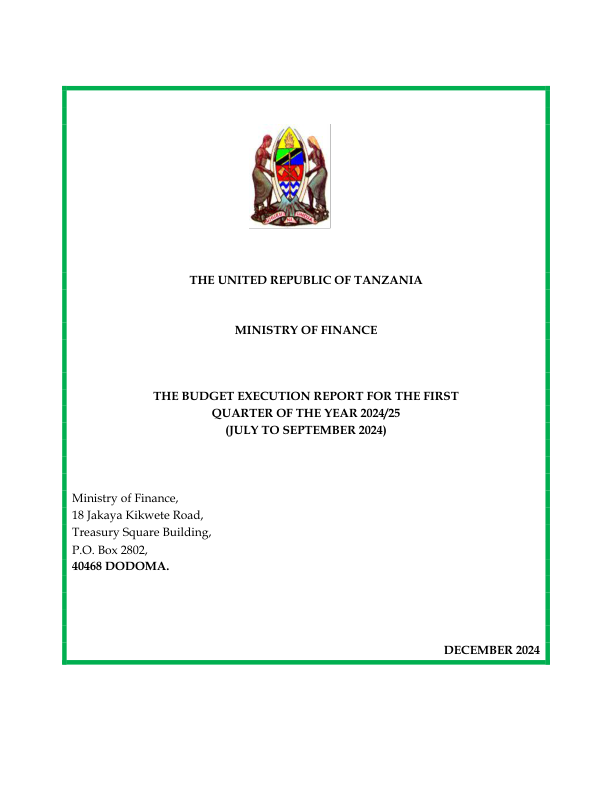 THE UNITED REPUBLIC OF TANZANIA
MINISTRY OF FINANCE
THE BUDGET EXECUTION REPORT FOR THE FIRST
QUARTER OF THE YEAR 2024/25
(JULY TO SEPTEMBER 2024)
Ministry of Finance,
18 Jakaya Kikwete Road,
Treasury Square Building,
P.O. Box 2802,
40468 DODOMA.
DECEMBER 2024